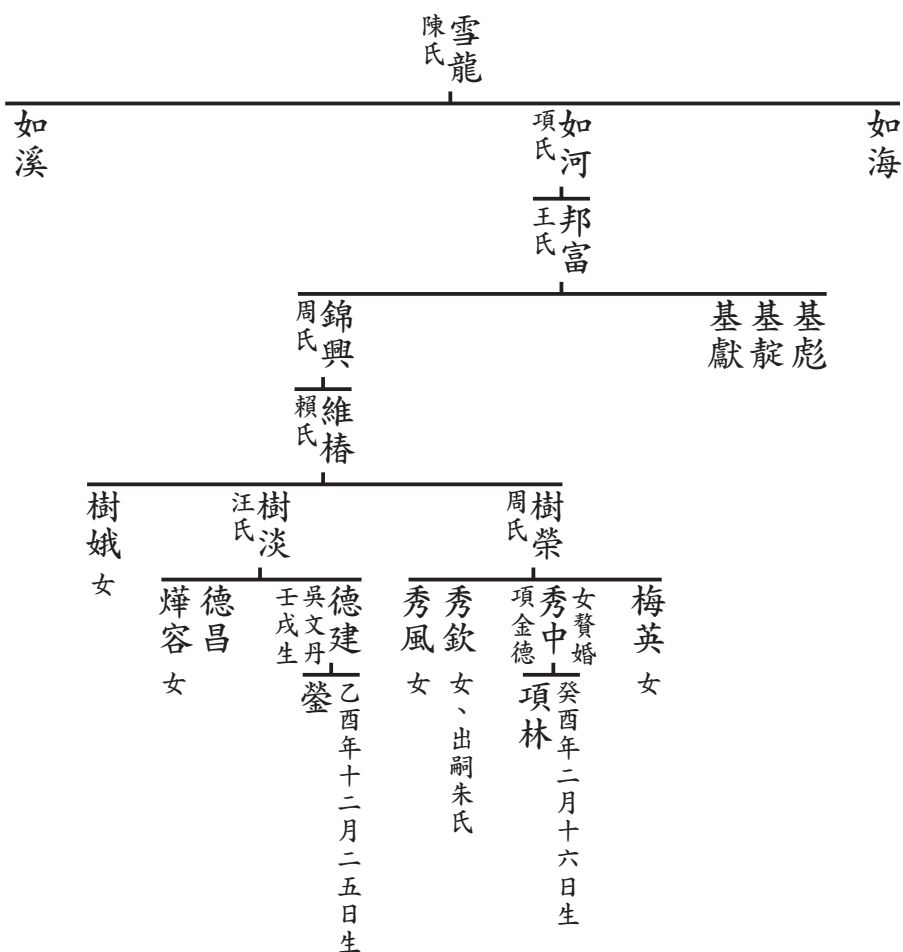 雪龍
陳氏
如海
如河
項氏
如溪
邦富
王氏
基彪
基靛
基獻
錦興
周氏
維椿
賴氏
樹榮
周氏
樹淡
汪氏
樹娥 女
梅英 女
女贅婚
秀中
項金德
秀欽 女、出嗣朱氏
秀風 女
德建
吳文丹
壬戌生
德昌
燁容 女
癸酉年二月十六日生
項林
乙酉年十二月二五日生
鎣